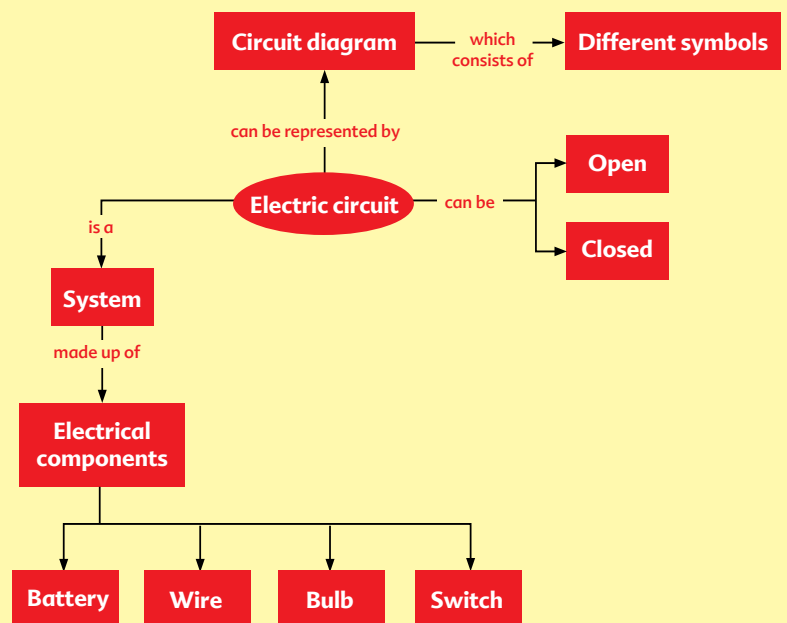 Circuit diagram
which
consists of
Different symbols
can be represented by
Electric circuit
can be
Open
Closed
is a
System
made up of
Electrical
components
Battery
Wire
Bulb
Switch